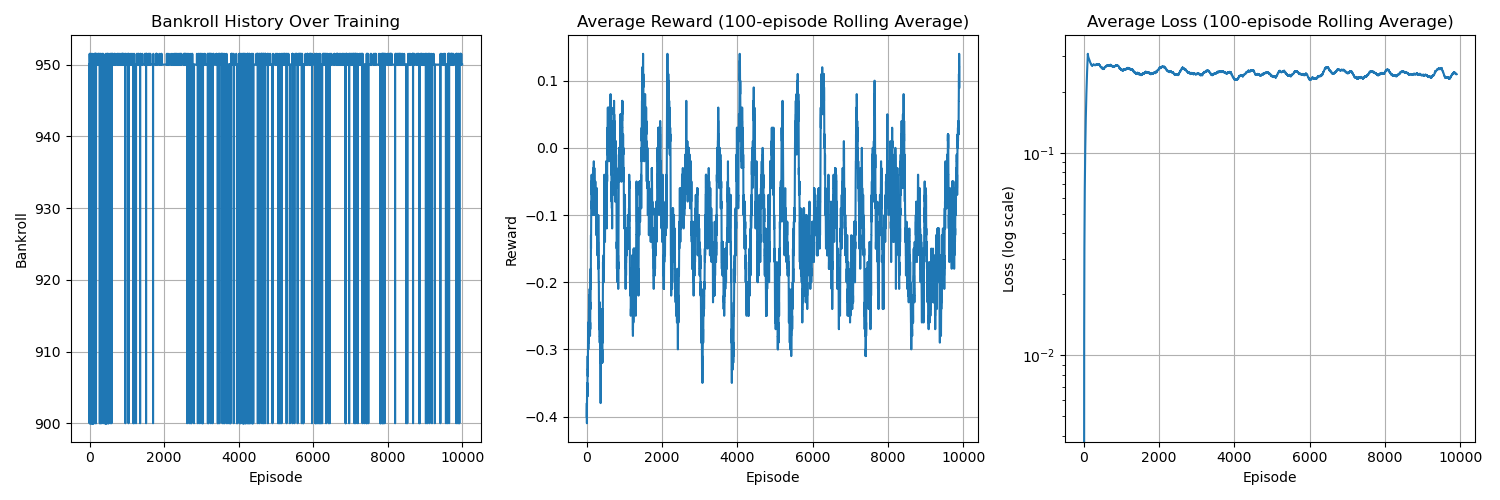 Bankroll History Over Training
Bankroll
950
940
930
920
910
900
0 2000 4000 6000 8000 10000
Episode
Average Reward (100-episode Rolling Average)
Reward
0.1
0.0
−0.1
−0.2
−0.3
−0.4
0 2000 4000 6000 8000 10000
Episode
Average Loss (100-episode Rolling Average)
Loss (log scale)
10⁻¹
10⁻²
0 2000 4000 6000 8000 10000
Episode